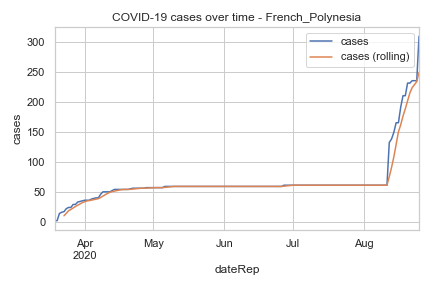 COVID-19 cases over time - French_Polynesia
cases
cases (rolling)
300
250
200
150
100
50
0
cases
Apr
2020
May
Jun
Jul
Aug
dateRep